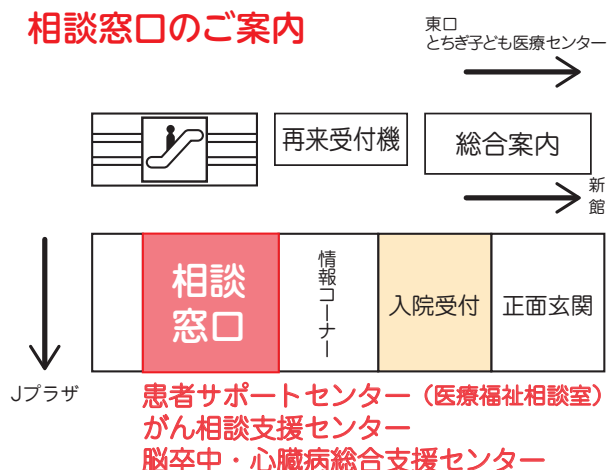 相談窓口のご案内
東口
とちぎ子ども医療センター
再来受付機
総合案内
新館
相談
窓口
情報コーナー
入院受付
正面玄関
Jプラザ
患者サポートセンター（医療福祉相談室）
がん相談支援センター
脳卒中・心臓病総合支援センター